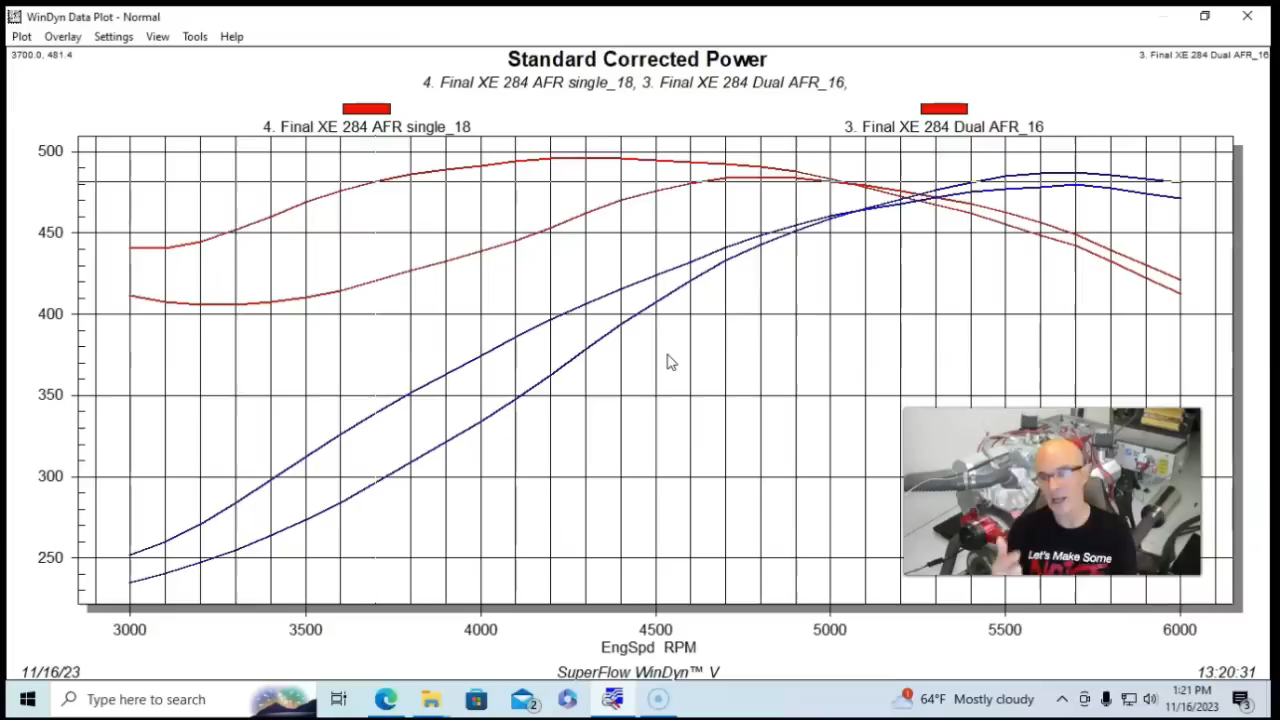 WinDyn Data Plot - Normal
Plot Overlay Settings View Tools Help
3700.0, 481.4
3. Final XE 284 Dual AFR_16
Standard Corrected Power
4. Final XE 284 AFR single_18, 3. Final XE 284 Dual AFR_16,
4. Final XE 284 AFR single_18
3. Final XE 284 Dual AFR_16
500
450
400
350
300
250
3000 3500 4000 4500 5000 5500 6000
EngSpd RPM
Let's Make Some
11/16/23
SuperFlow WinDyn™ V
13:20:31
Type here to search
2
64°F Mostly cloudy
1:21 PM
11/16/2023
3